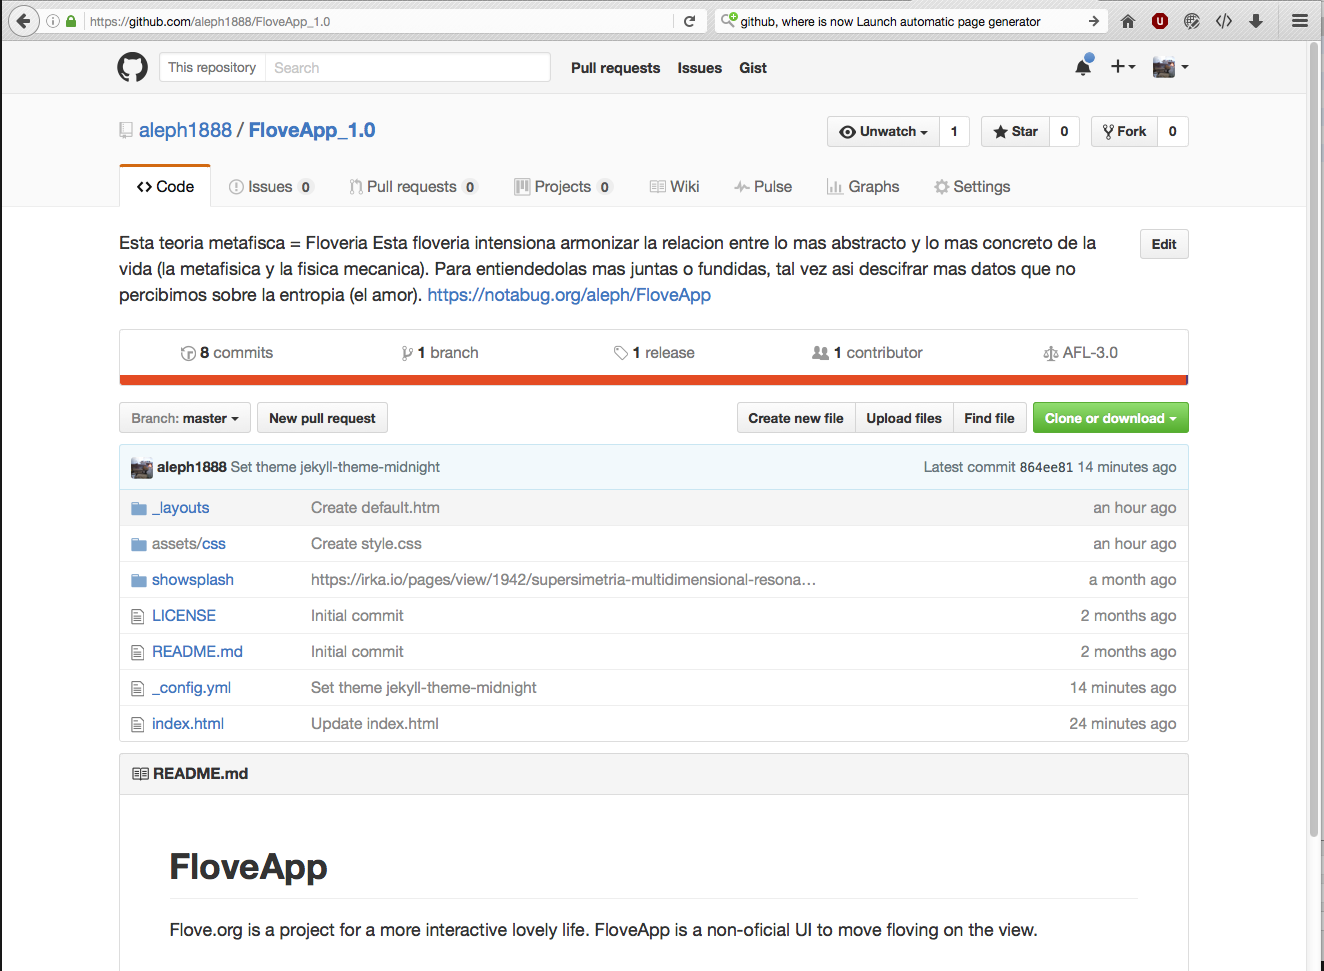 https://github.com/aleph1888/FloveApp_1.0
github, where is now Launch automatic page generator
This repository Search Pull requests Issues Gist
aleph1888 / FloveApp_1.0
Unwatch 1 Star 0 Fork 0
Code Issues 0 Pull requests 0 Projects 0 Wiki Pulse Graphs Settings
Esta teoria metafisca = Floveria Esta floveria intensiona armonizar la relacion entre lo mas abstracto y lo mas concreto de la
vida (la metafisica y la fisica mecanica). Para entiendedolas mas juntas o fundidas, tal vez asi descifrar mas datos que no
percibimos sobre la entropia (el amor). https://notabug.org/aleph/FloveApp
Edit
8 commits 1 branch 1 release 1 contributor AFL-3.0
Branch: master New pull request Create new file Upload files Find file Clone or download
aleph1888 Set theme jekyll-theme-midnight Latest commit 864ee81 14 minutes ago
_layouts Create default.htm an hour ago
assets/css Create style.css an hour ago
showsplash https://irka.io/pages/view/1942/supersimetria-multidimensional-resona… a month ago
LICENSE Initial commit 2 months ago
README.md Initial commit 2 months ago
_config.yml Set theme jekyll-theme-midnight 14 minutes ago
index.html Update index.html 24 minutes ago
README.md
FloveApp
Flove.org is a project for a more interactive lovely life. FloveApp is a non-oficial UI to move floving on the view.